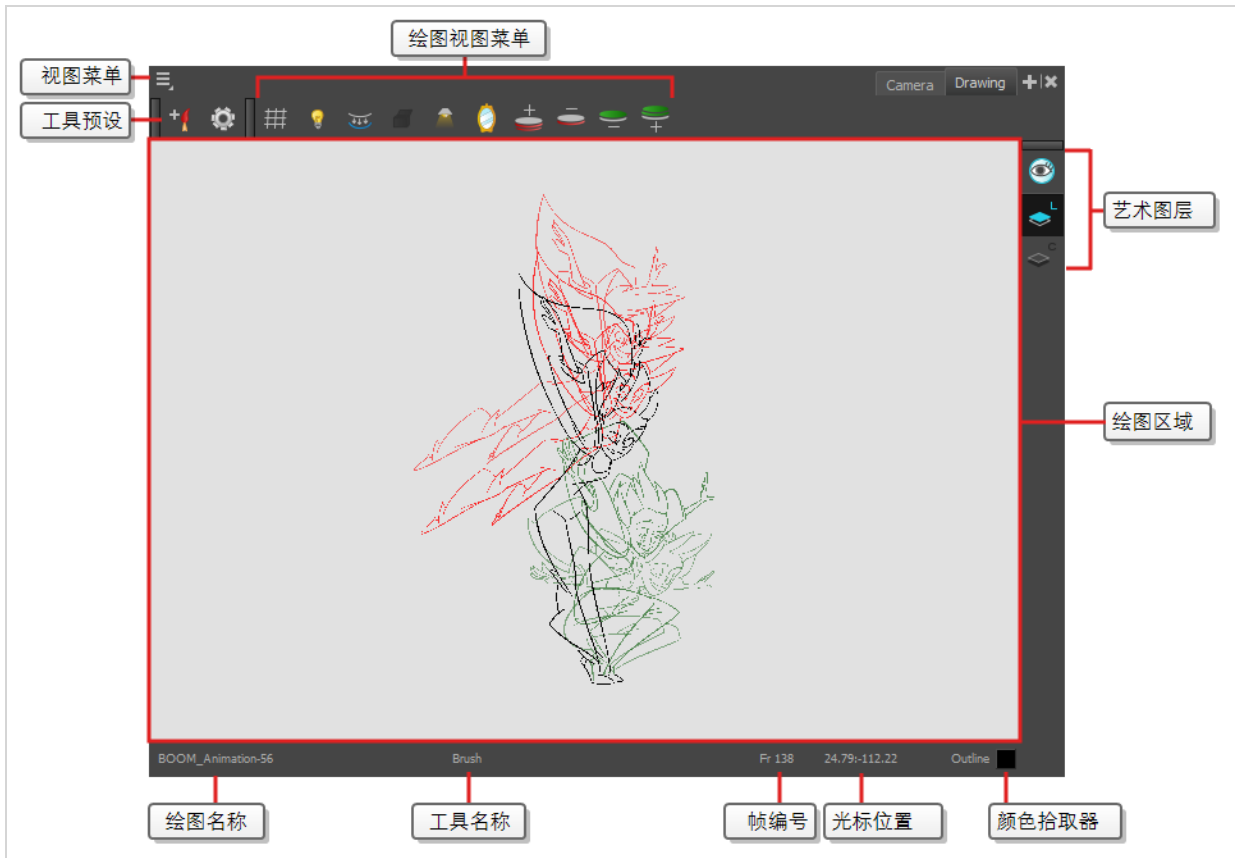 绘图视图菜单
视图菜单
Camera
Drawing
工具预设
L
艺术图层
C
绘图区域
BOOM_Animation-56
Brush
Fr 138
24.79:-112.22
Outline
绘图名称
工具名称
帧编号
光标位置
颜色拾取器